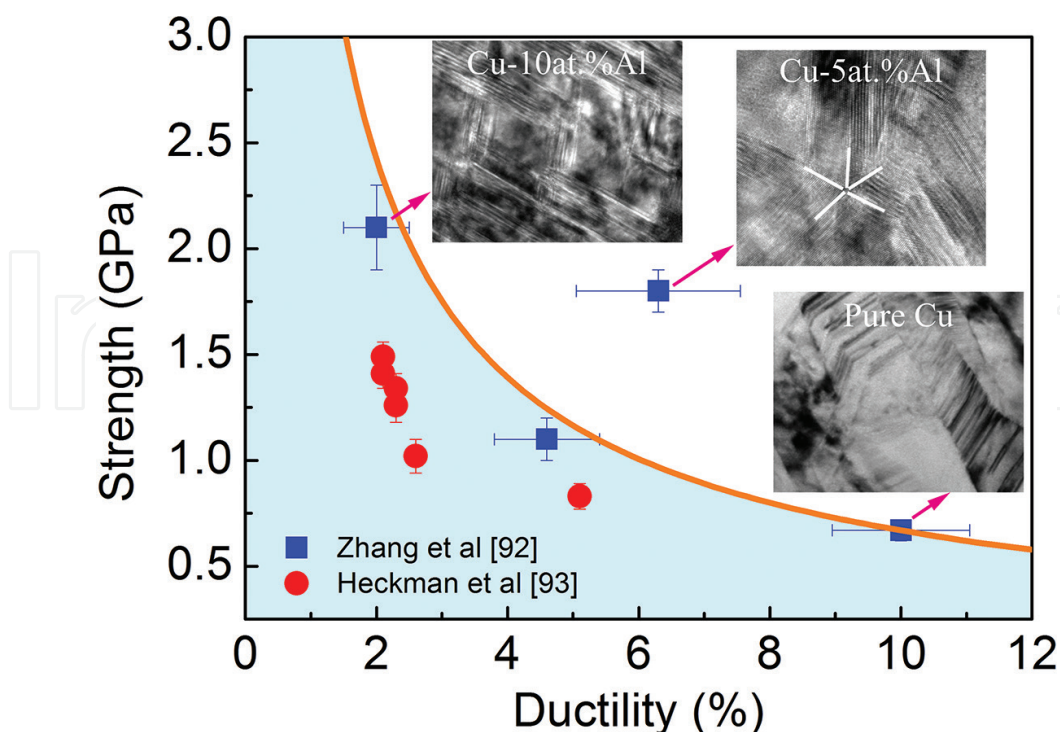 3.0
2.5
2.0
1.5
1.0
0.5
Strength (GPa)
Cu-10at.%Al
Cu-5at.%Al
Pure Cu
Zhang et al [92]
Heckman et al [93]
0 2 4 6 8 10 12
Ductility (%)